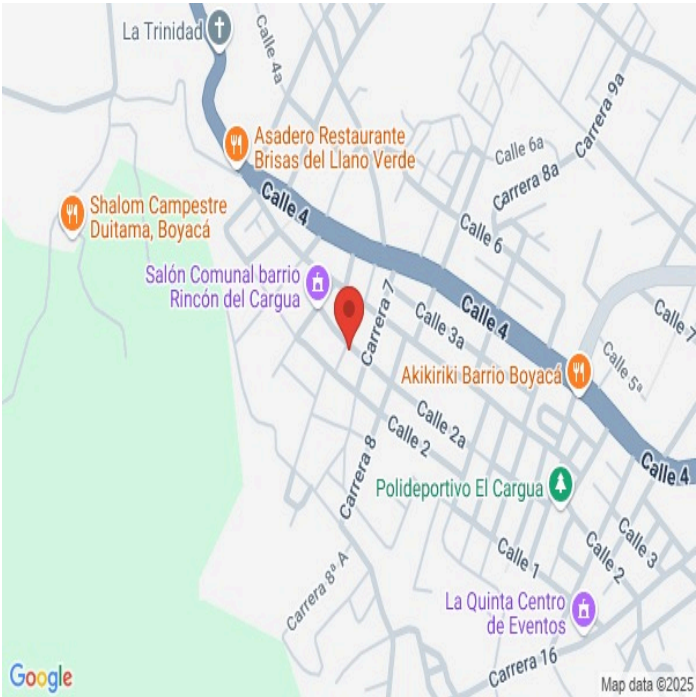 La Trinidad
Calle 4a
Asadero Restaurante
Brisas del Llano Verde
Calle 6a
Carrera 9a
Carrera 8a
Shalom Campestre
Duitama, Boyacá
Calle 4
Calle 6
Salón Comunal barrio
Rincón del Cargua
Carrera 7
Calle 3a
Calle 4
Calle 7
Calle 5ª
Akikiriki Barrio Boyacá
Calle 2a
Calle 2
Carrera 8
Calle 4
Polideportivo El Cargua
Calle 3
Calle 2
Calle 1
Carrera 8ª A
La Quinta Centro
de Eventos
Carrera 16
Google
Map data ©2025